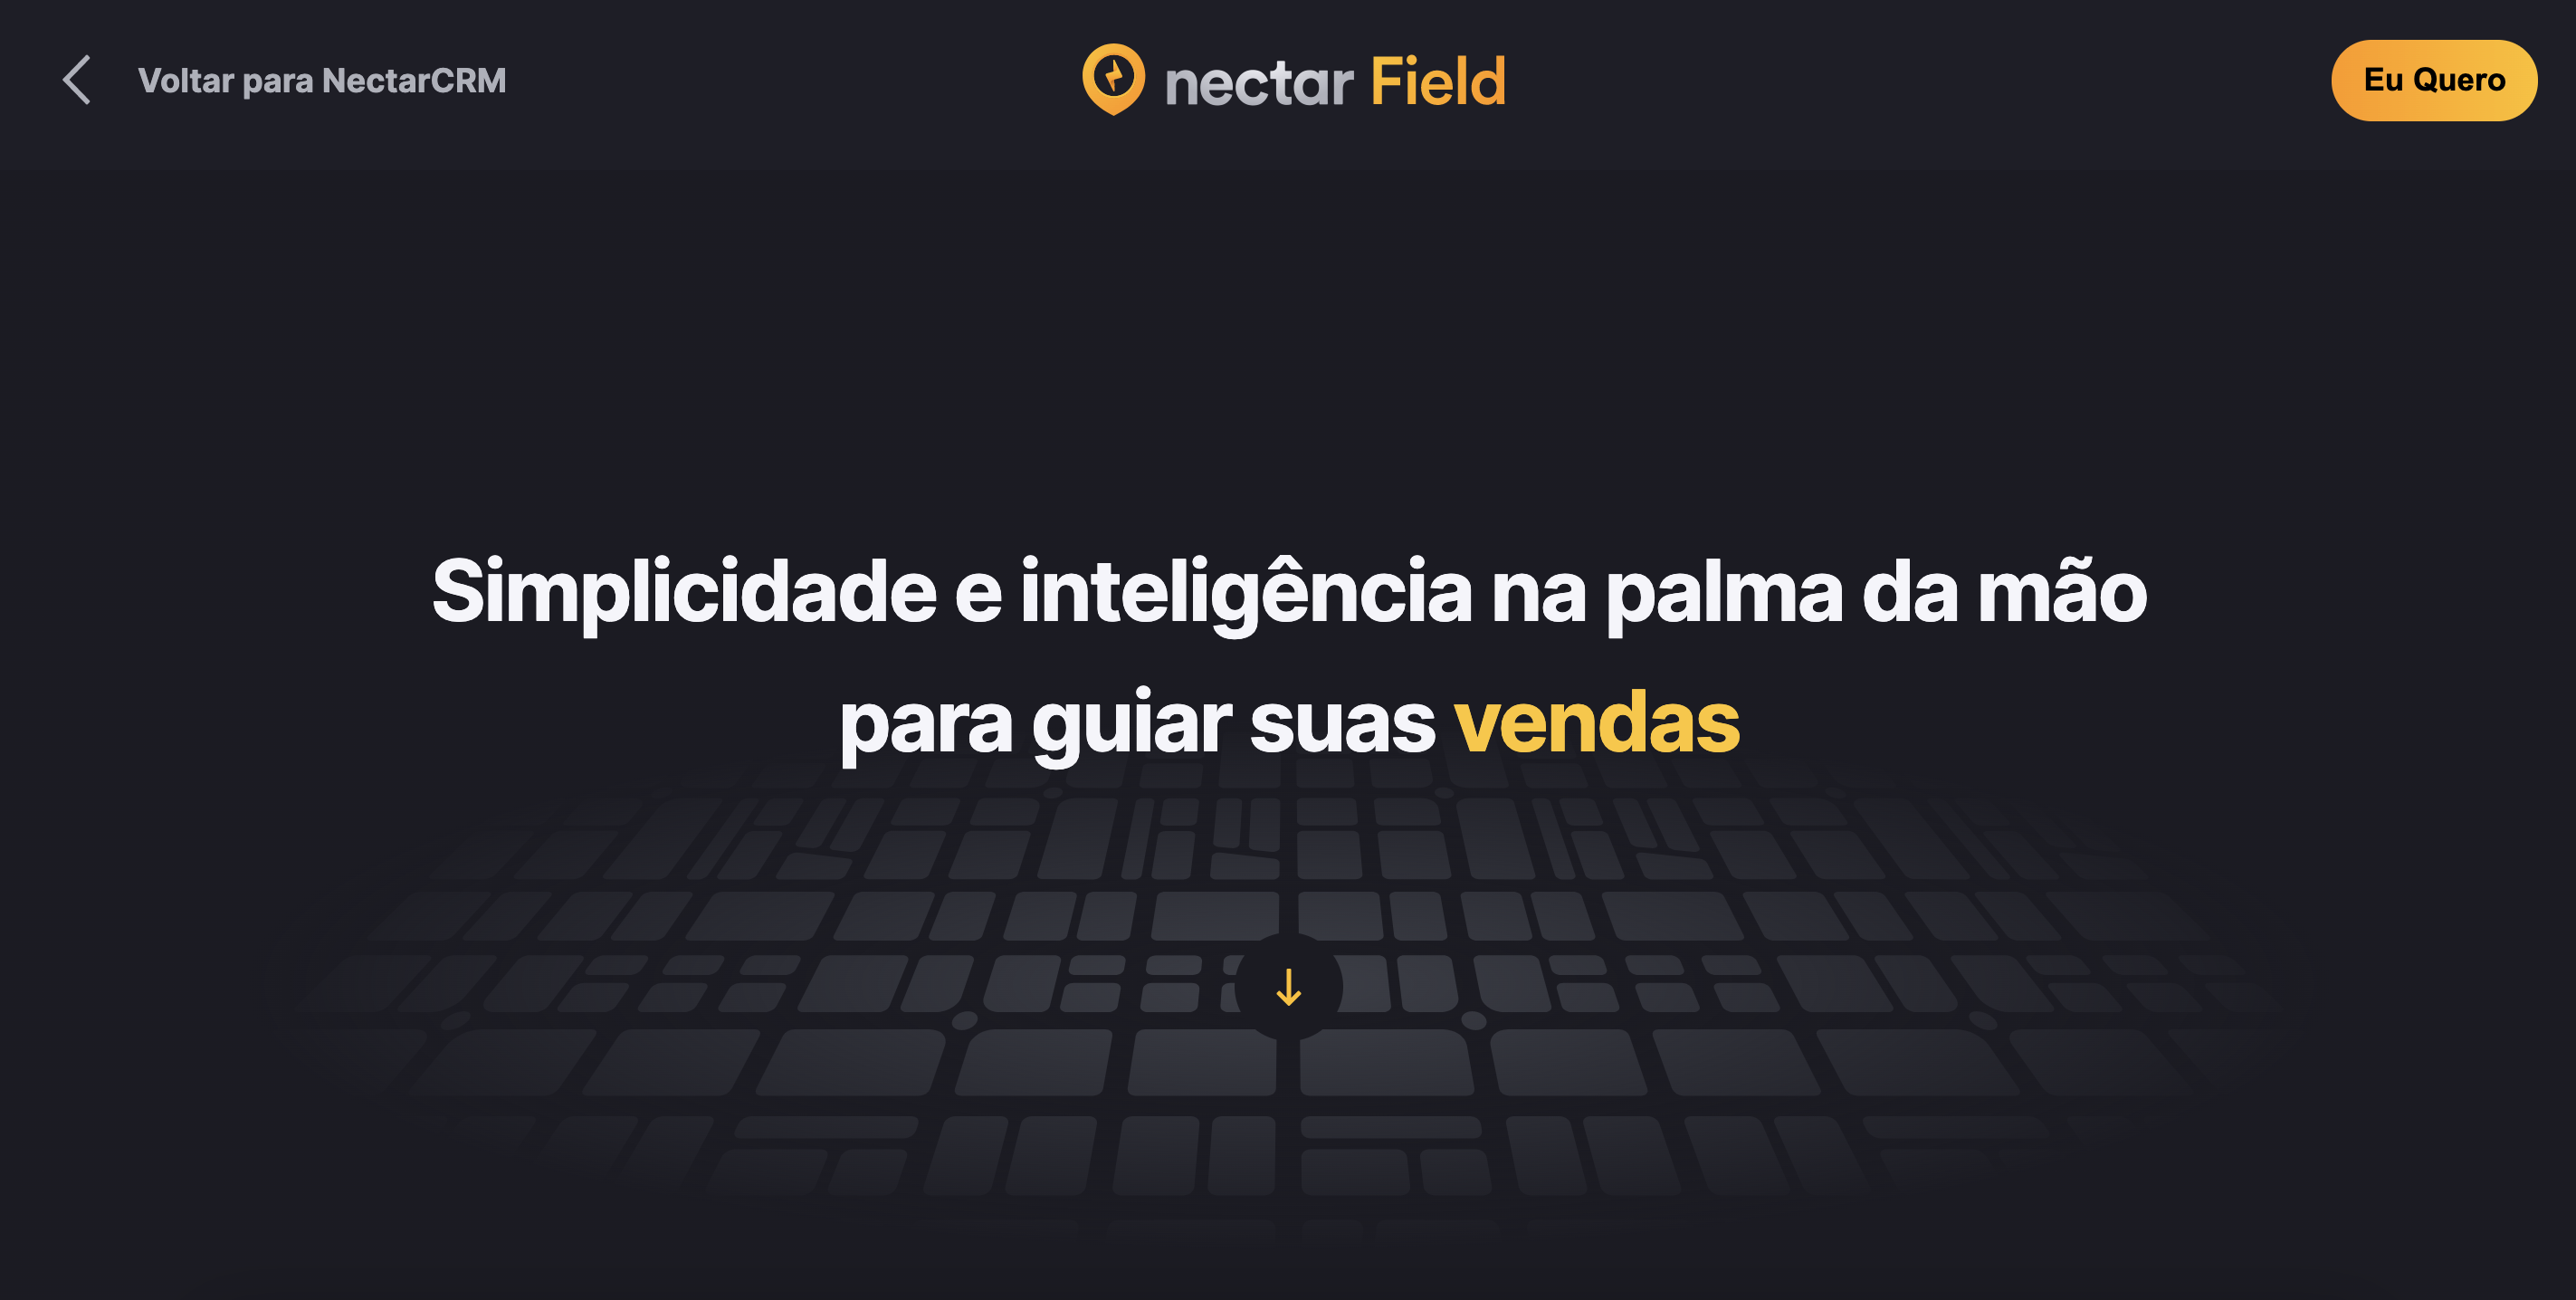 Voltar para NectarCRM
nectar Field
Eu Quero
Simplicidade e inteligência na palma da mão
para guiar suas vendas